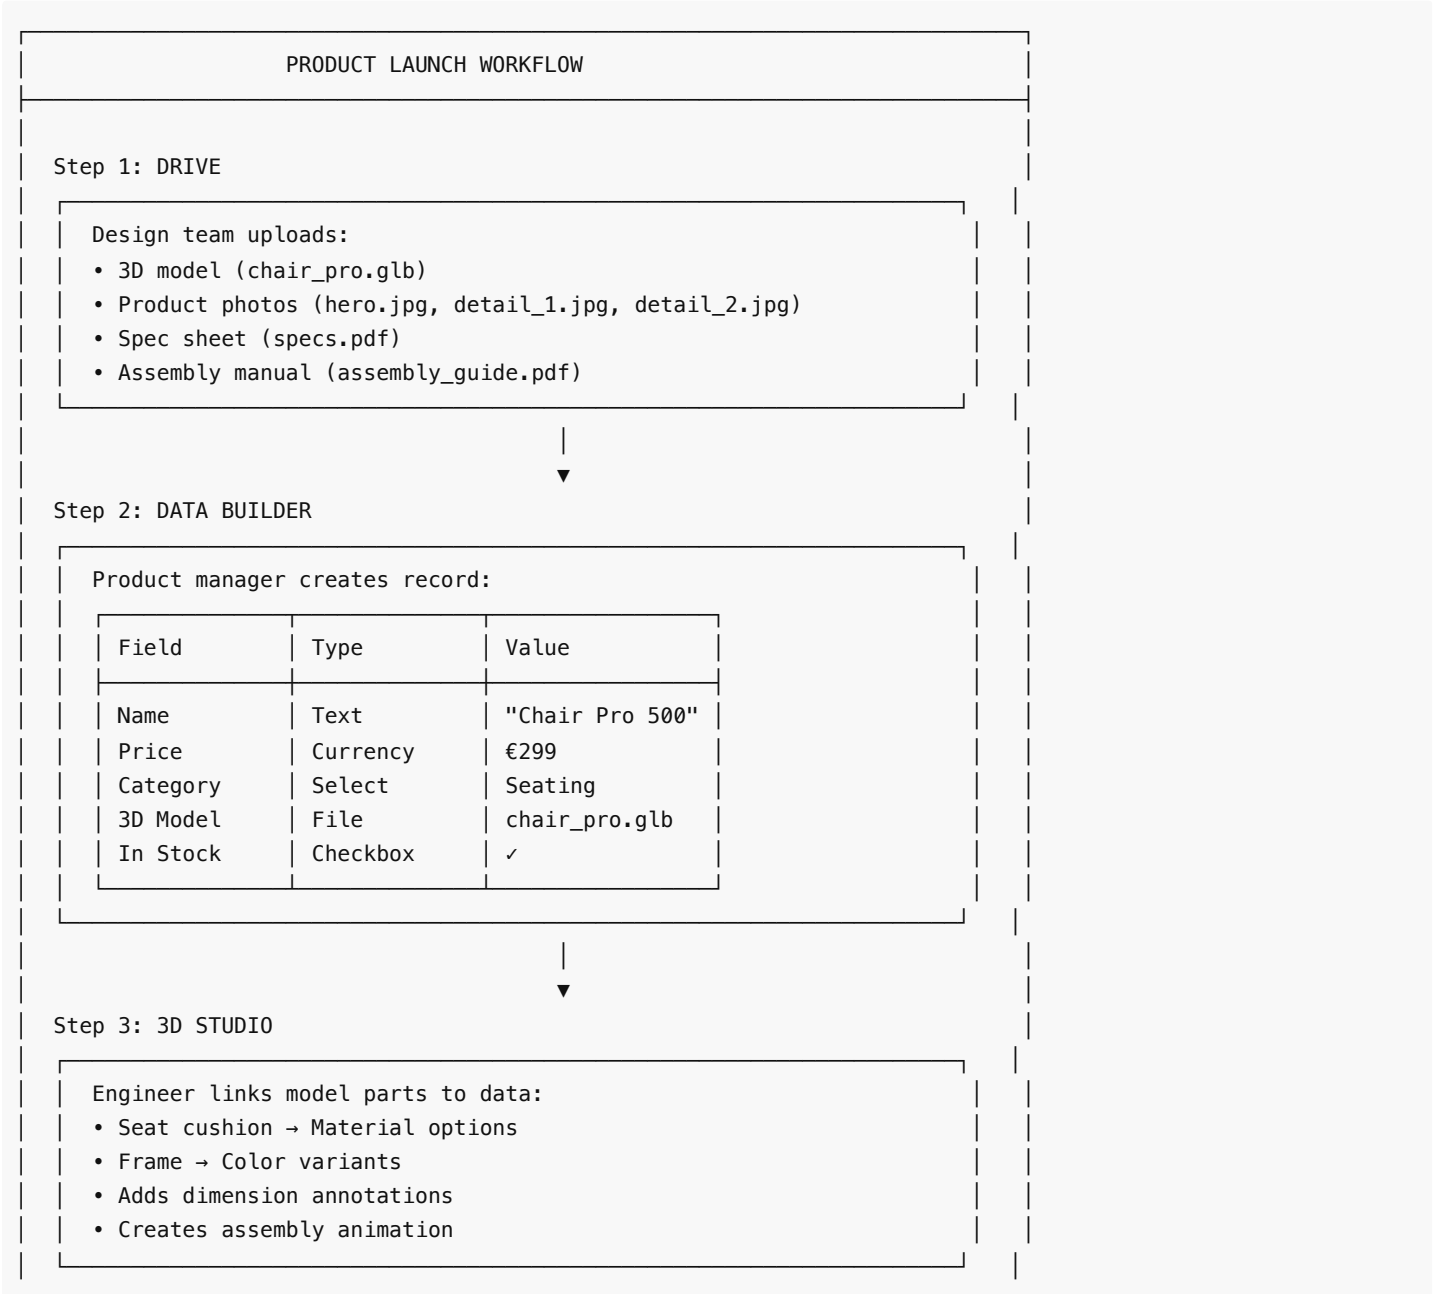 PRODUCT LAUNCH WORKFLOW
Step 1: DRIVE
Design team uploads:
• 3D model (chair_pro.glb)
• Product photos (hero.jpg, detail_1.jpg, detail_2.jpg)
• Spec sheet (specs.pdf)
• Assembly manual (assembly_guide.pdf)
▼
Step 2: DATA BUILDER
Product manager creates record:
Field Type Value
Name Text "Chair Pro 500"
Price Currency €299
Category Select Seating
3D Model File chair_pro.glb
In Stock Checkbox ✓
▼
Step 3: 3D STUDIO
Engineer links model parts to data:
• Seat cushion → Material options
• Frame → Color variants
• Adds dimension annotations
• Creates assembly animation